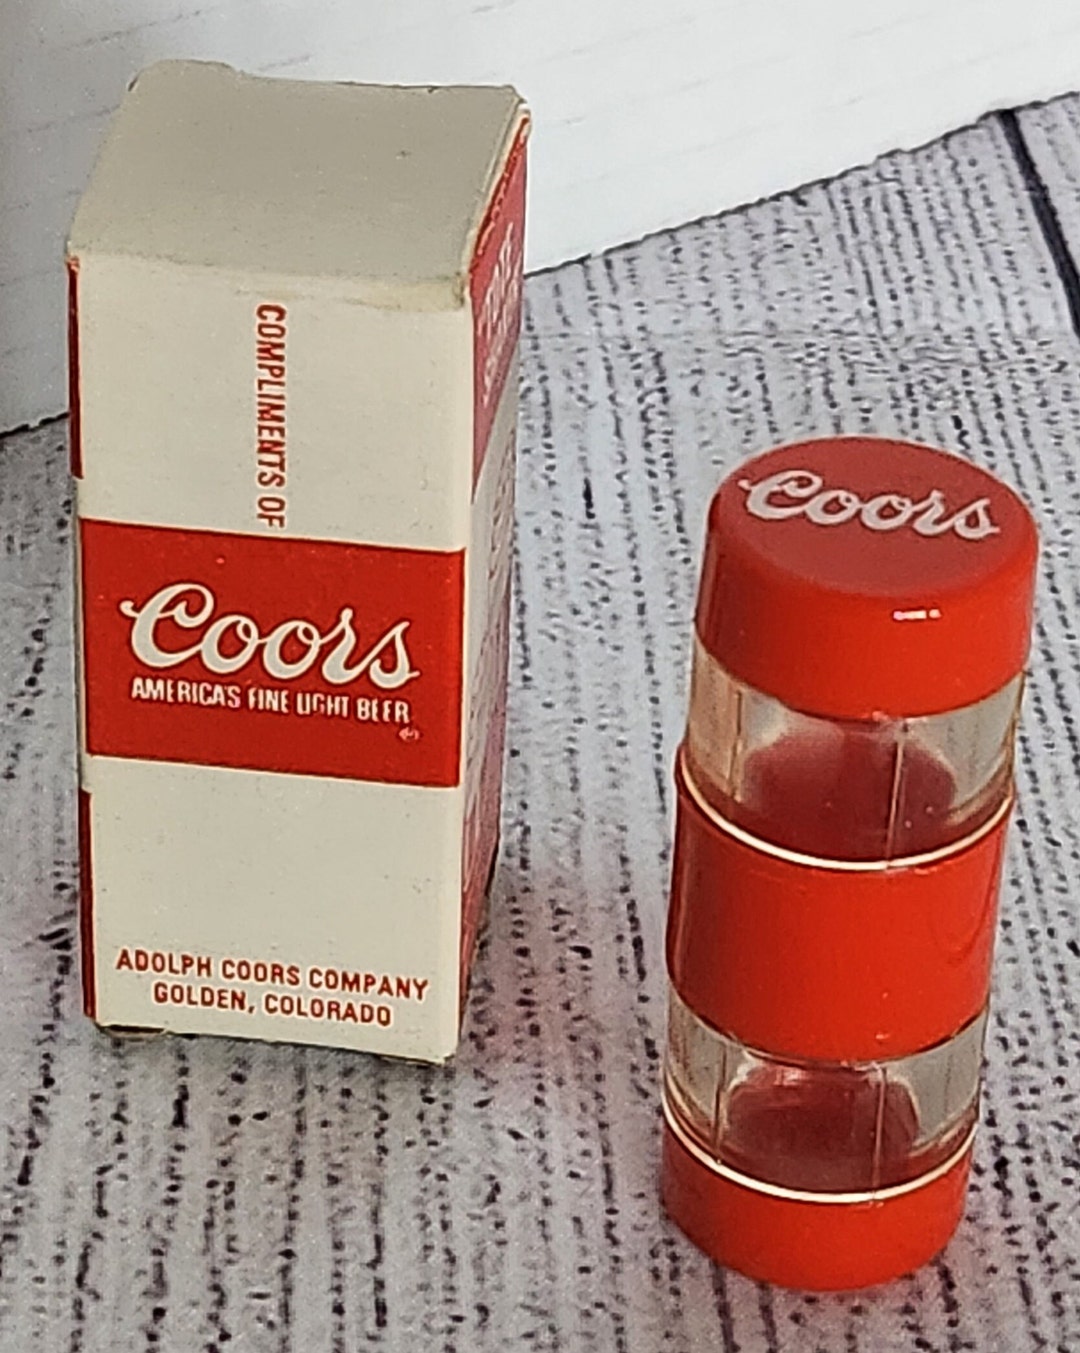 COMPLIMENTS OF
Coors
AMERICA'S FINE LIGHT BEER
ADOLPH COORS COMPANY
GOLDEN, COLORADO
Coors